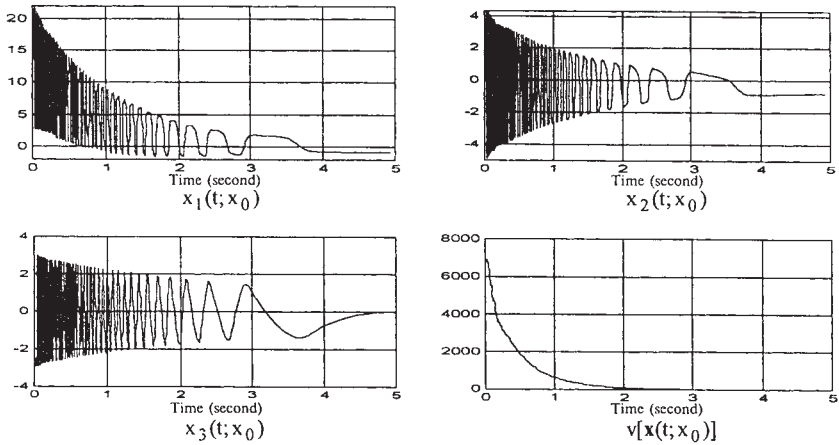 20
15
10
5
0
0 1 2 3 4 5
Time (second)
x₁(t; x₀)
4
2
0
-2
-4
0 1 2 3 4 5
Time (second)
x₂(t; x₀)
4
2
0
-2
-4
0 1 2 3 4 5
Time (second)
x₃(t; x₀)
8000
6000
4000
2000
0
0 1 2 3 4 5
Time (second)
v[x(t; x₀)]